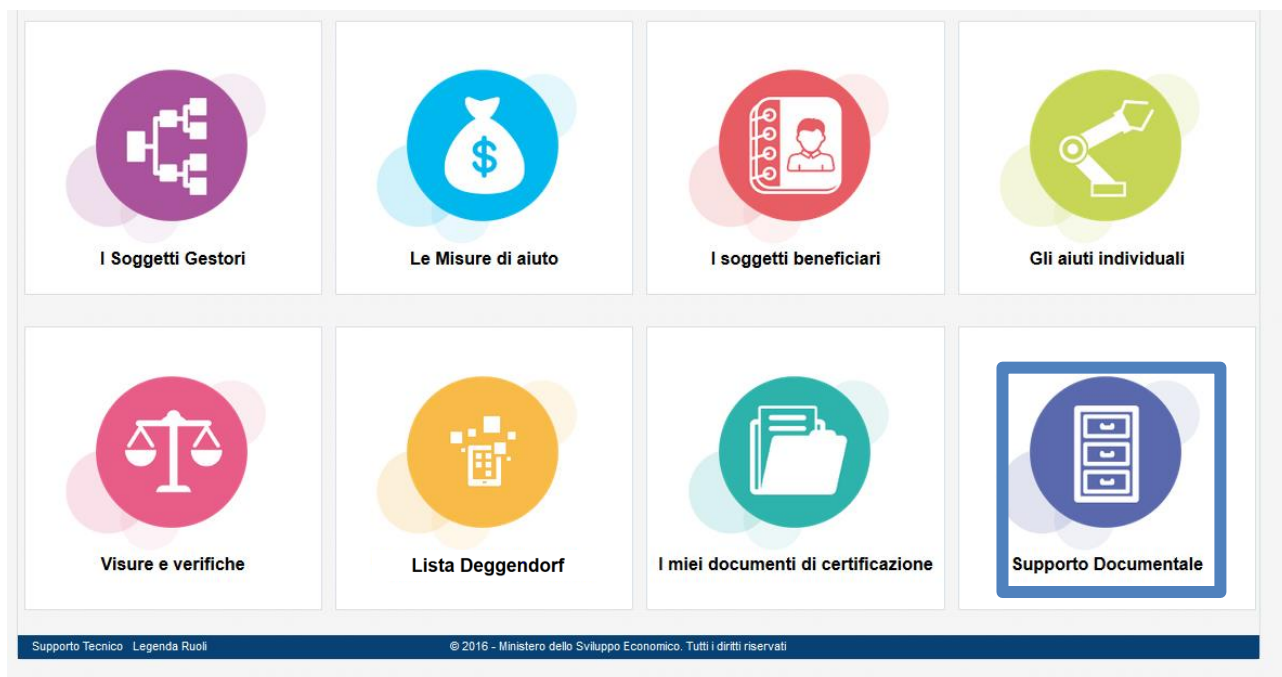 $
I Soggetti Gestori
Le Misure di aiuto
I soggetti beneficiari
Gli aiuti individuali
Visure e verifiche
Lista Deggendorf
I miei documenti di certificazione
Supporto Documentale
Supporto Tecnico Legenda Ruoli © 2016 - Ministero dello Sviluppo Economico. Tutti i diritti riservati